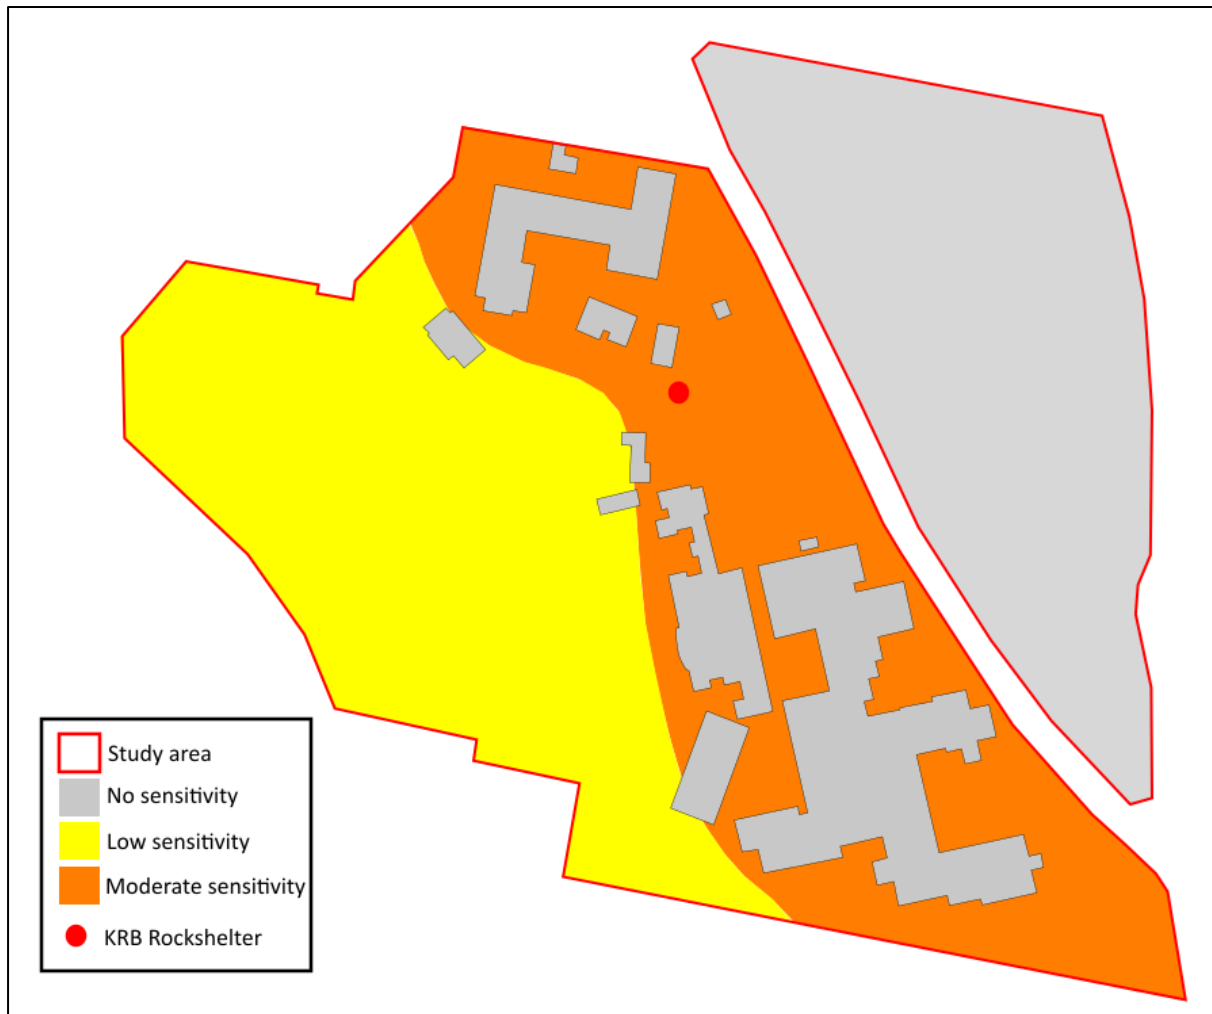 Study area
No sensitivity
Low sensitivity
Moderate sensitivity
KRB Rockshelter